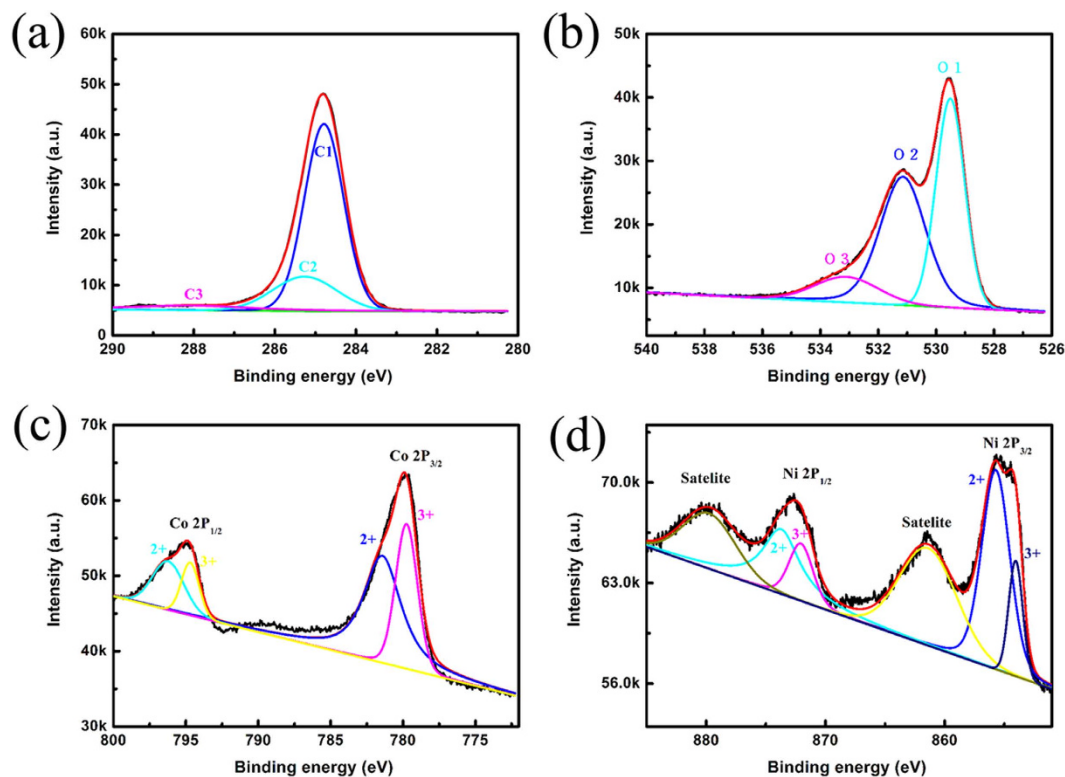 (a)
60k
50k
40k
30k
20k
10k
0
Intensity (a.u.)
C1
C2
C3
290 288 286 284 282 280
Binding energy (eV)
(b)
50k
40k
30k
20k
10k
Intensity (a.u.)
O 1
O 2
O 3
540 538 536 534 532 530 528 526
Binding energy (eV)
(c)
70k
60k
50k
40k
30k
Intensity (a.u.)
Co 2P3/2
3+
2+
Co 2P1/2
2+
3+
800 795 790 785 780 775
Binding energy (eV)
(d)
70.0k
63.0k
56.0k
Intensity (a.u.)
Ni 2P3/2
2+
3+
Satelite
Ni 2P1/2
3+
2+
Satelite
880 870 860
Binding energy (eV)